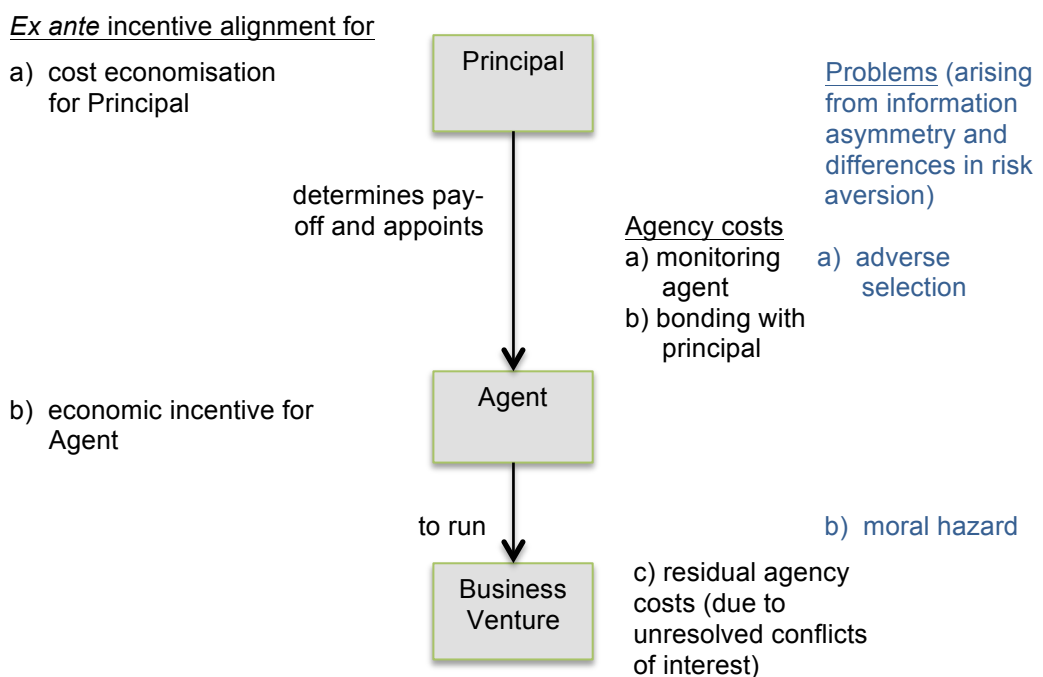 Ex ante incentive alignment for
a) cost economisation
for Principal
Principal
Problems (arising
from information
asymmetry and
differences in risk
aversion)
determines pay-
off and appoints
Agency costs
a) monitoring
agent
b) bonding with
principal
a) adverse
selection
Agent
b) economic incentive for
Agent
to run
b) moral hazard
Business
Venture
c) residual agency
costs (due to
unresolved conflicts
of interest)